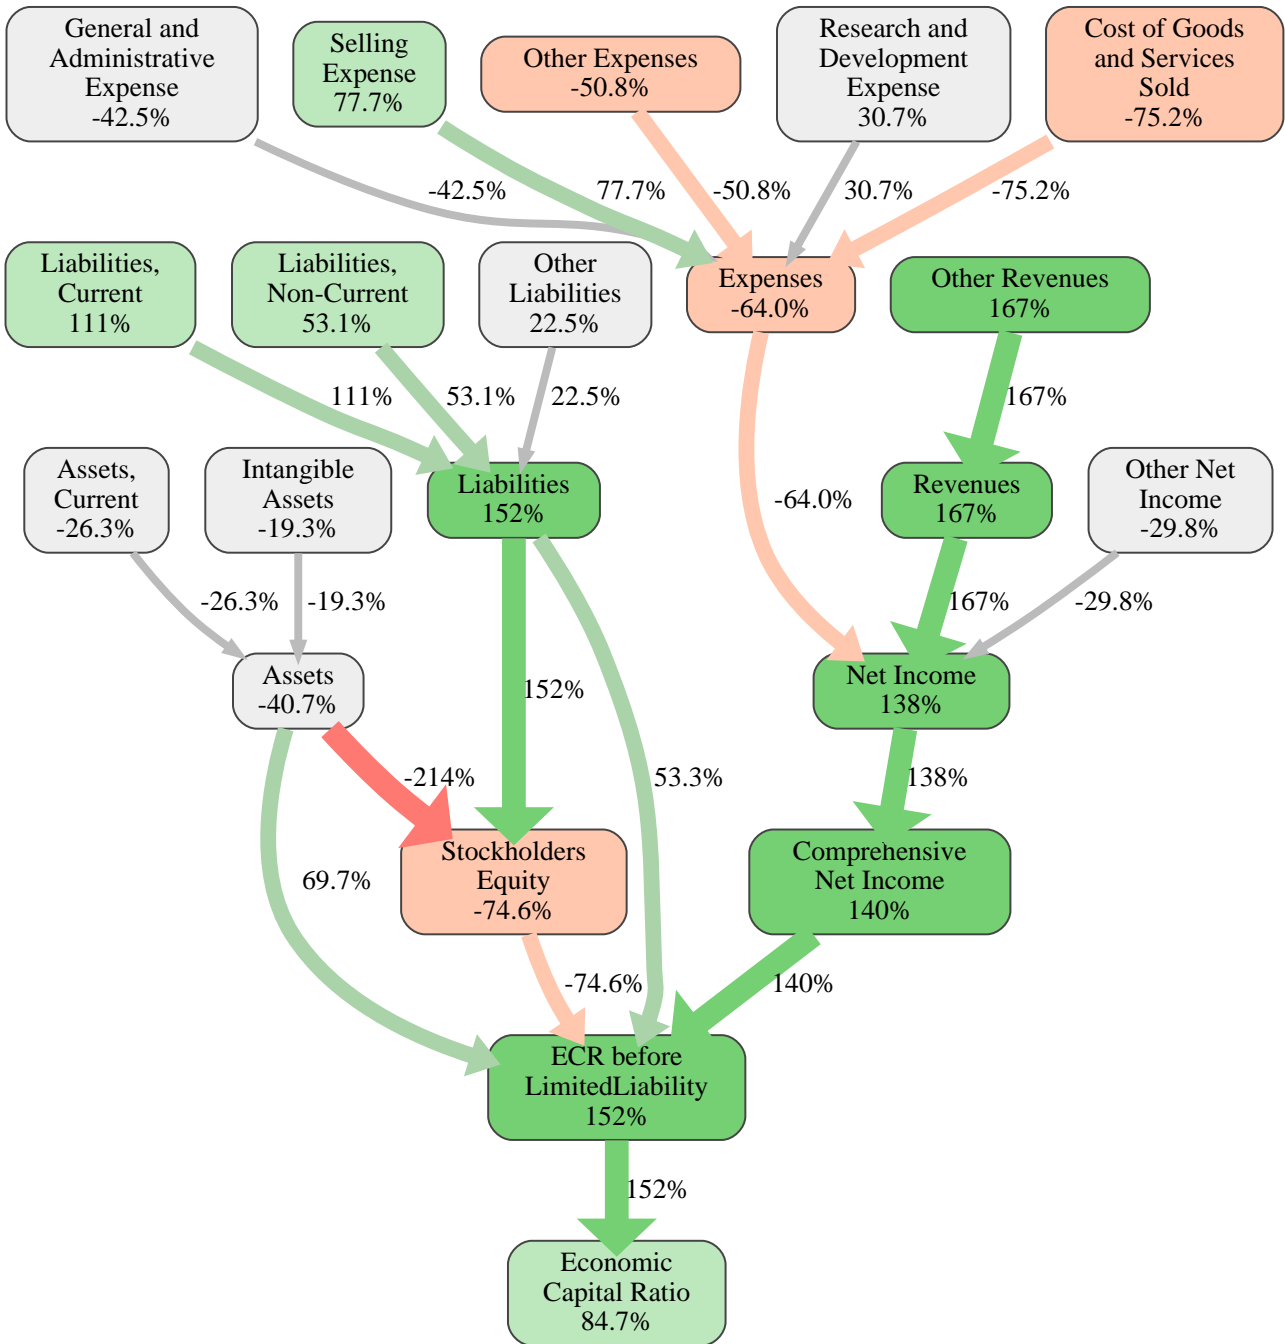 General and
Administrative
Expense
-42.5%
Selling
Expense
77.7%
Other Expenses
-50.8%
Research and
Development
Expense
30.7%
Cost of Goods
and Services
Sold
-75.2%
-42.5%
77.7%
-50.8%
30.7%
-75.2%
Liabilities,
Current
111%
Liabilities,
Non-Current
53.1%
Other
Liabilities
22.5%
Expenses
-64.0%
Other Revenues
167%
111%
53.1%
22.5%
167%
Assets,
Current
-26.3%
Intangible
Assets
-19.3%
Liabilities
152%
-64.0%
Revenues
167%
Other Net
Income
-29.8%
-26.3%
-19.3%
167%
-29.8%
Assets
-40.7%
152%
Net Income
138%
-214%
53.3%
138%
69.7%
Stockholders
Equity
-74.6%
Comprehensive
Net Income
140%
-74.6%
140%
ECR before
LimitedLiability
152%
152%
Economic
Capital Ratio
84.7%